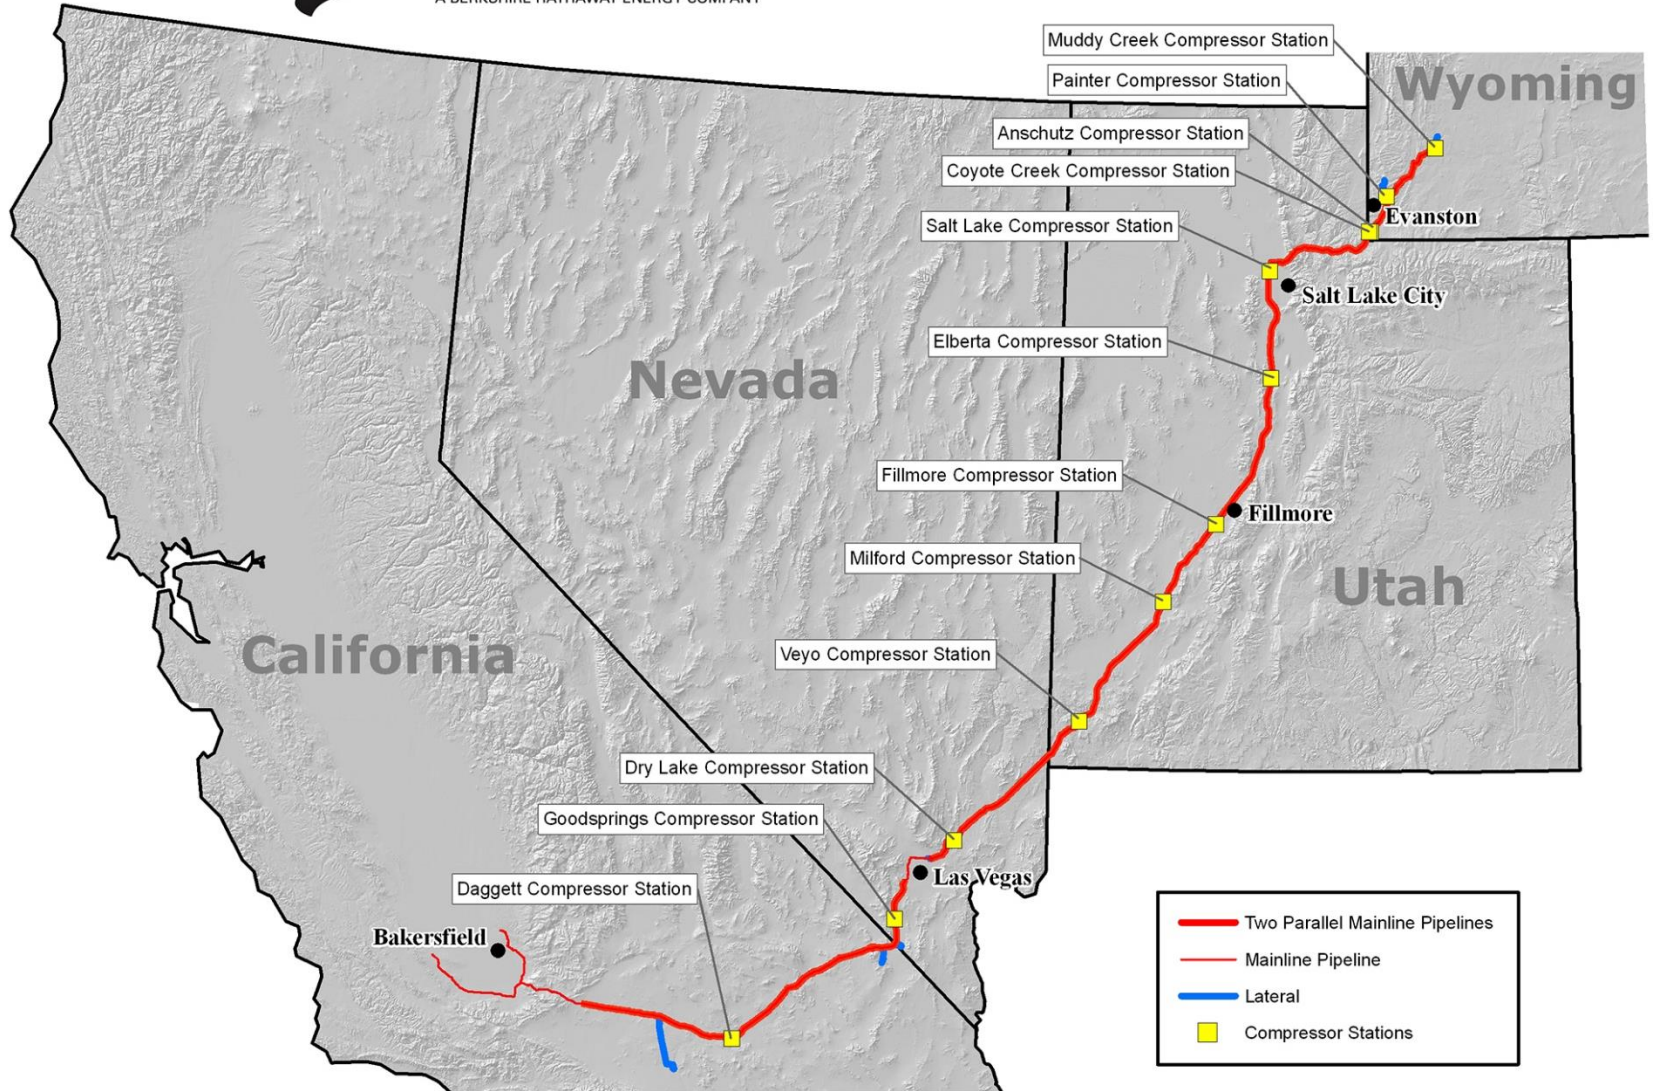 A BERKSHIRE HATHAWAY ENERGY COMPANY
Muddy Creek Compressor Station
Painter Compressor Station
Wyoming
Anschutz Compressor Station
Coyote Creek Compressor Station
Evanston
Salt Lake Compressor Station
Salt Lake City
Elberta Compressor Station
Nevada
Fillmore Compressor Station
Fillmore
Milford Compressor Station
Utah
California
Veyo Compressor Station
Dry Lake Compressor Station
Goodsprings Compressor Station
Las Vegas
Daggett Compressor Station
Bakersfield
Two Parallel Mainline Pipelines
Mainline Pipeline
Lateral
Compressor Stations